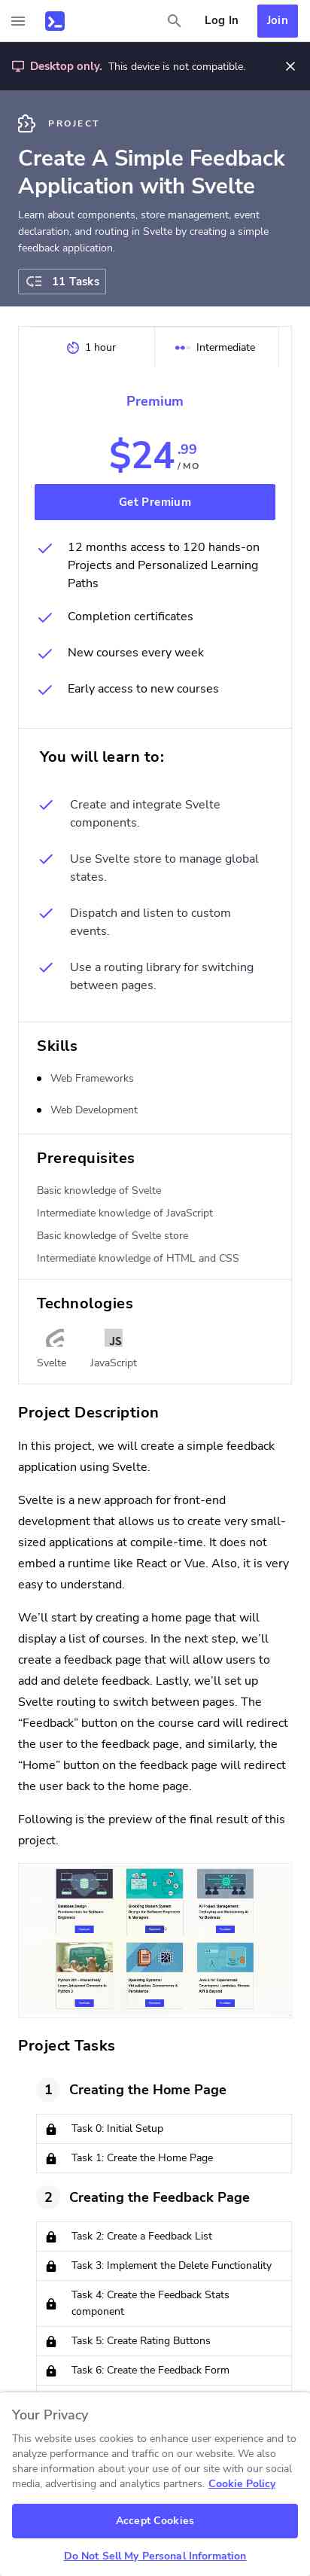 Log In
Join
Desktop only. This device is not compatible.
PROJECT
Create A Simple Feedback
Application with Svelte
Learn about components, store management, event
declaration, and routing in Svelte by creating a simple
feedback application.
11 Tasks
1 hour
Intermediate
Premium
$24.99
/ MO
Get Premium
12 months access to 120 hands-on
Projects and Personalized Learning
Paths
Completion certificates
New courses every week
Early access to new courses
You will learn to:
Create and integrate Svelte
components.
Use Svelte store to manage global
states.
Dispatch and listen to custom
events.
Use a routing library for switching
between pages.
Skills
Web Frameworks
Web Development
Prerequisites
Basic knowledge of Svelte
Intermediate knowledge of JavaScript
Basic knowledge of Svelte store
Intermediate knowledge of HTML and CSS
Technologies
JS
Svelte
JavaScript
Project Description
In this project, we will create a simple feedback
application using Svelte.
Svelte is a new approach for front-end
development that allows us to create very small-
sized applications at compile-time. It does not
embed a runtime like React or Vue. Also, it is very
easy to understand.
We’ll start by creating a home page that will
display a list of courses. In the next step, we’ll
create a feedback page that will allow users to
add and delete feedback. Lastly, we’ll set up
Svelte routing to switch between pages. The
“Feedback” button on the course card will redirect
the user to the feedback page, and similarly, the
“Home” button on the feedback page will redirect
the user back to the home page.
Following is the preview of the final result of this
project.
Project Tasks
1 Creating the Home Page
Task 0: Initial Setup
Task 1: Create the Home Page
2 Creating the Feedback Page
Task 2: Create a Feedback List
Task 3: Implement the Delete Functionality
Task 4: Create the Feedback Stats
component
Task 5: Create Rating Buttons
Task 6: Create the Feedback Form
Your Privacy
This website uses cookies to enhance user experience and to
analyze performance and traffic on our website. We also
share information about your use of our site with our social
media, advertising and analytics partners. Cookie Policy
Accept Cookies
Do Not Sell My Personal Information